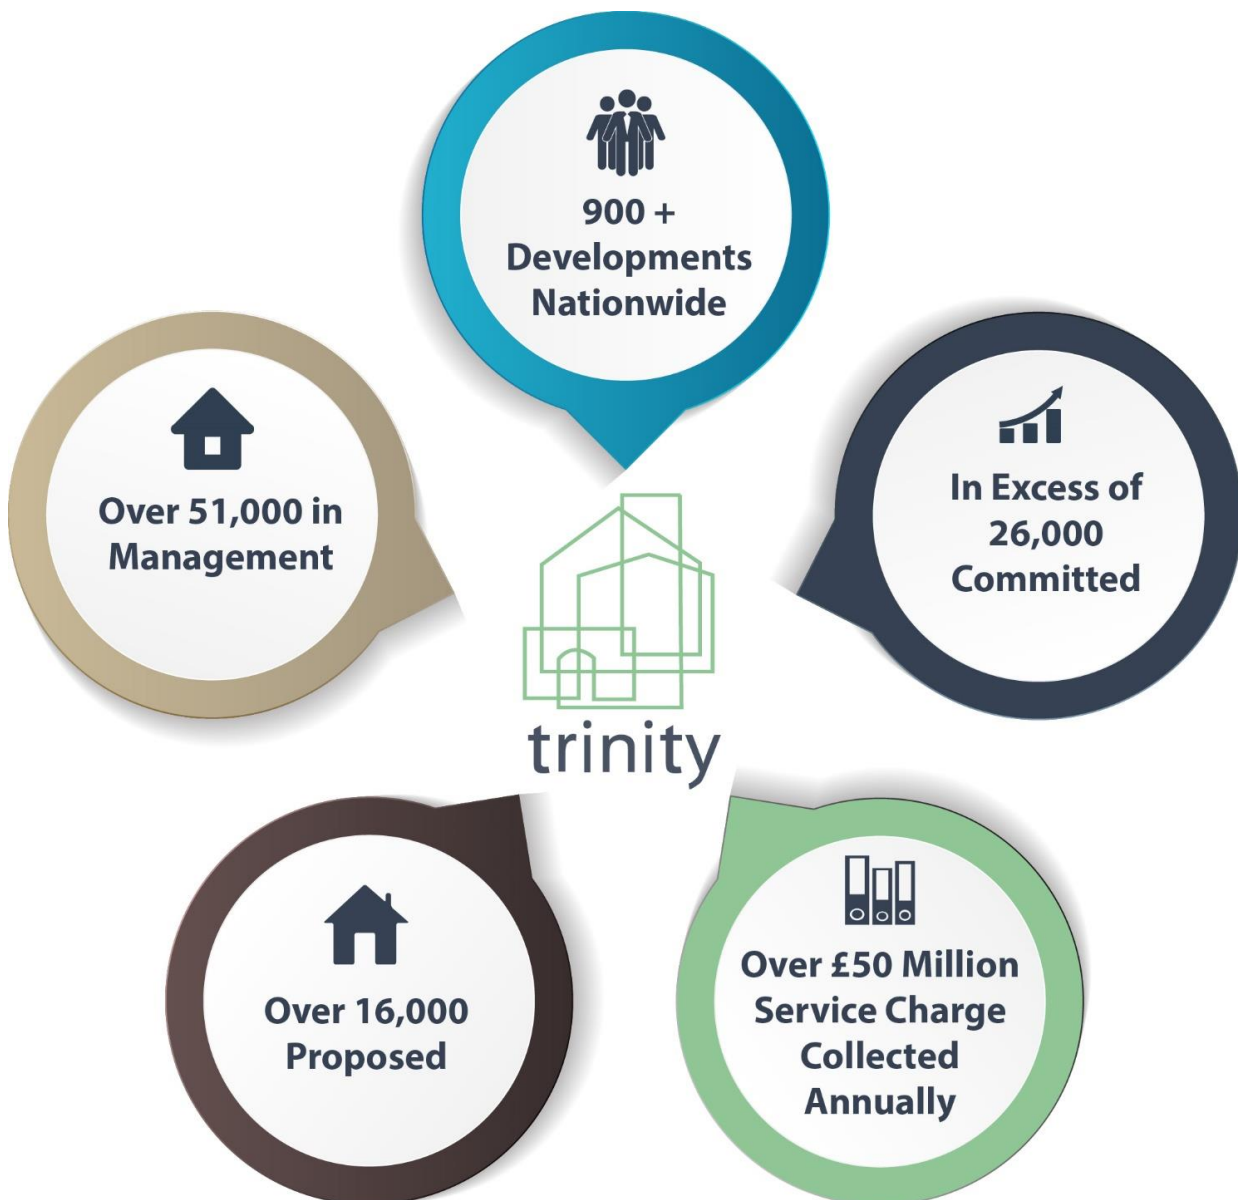 900 +
Developments
Nationwide
Over 51,000 in
Management
In Excess of
26,000
Committed
trinity
Over 16,000
Proposed
Over £50 Million
Service Charge
Collected
Annually